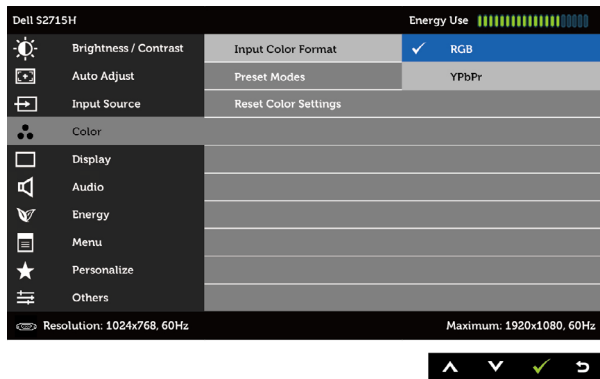 Dell S2715H Energy Use
Brightness / Contrast Input Color Format RGB
Auto Adjust Preset Modes YPbPr
Input Source Reset Color Settings
Color
Display
Audio
Energy
Menu
Personalize
Others
Resolution: 1024x768, 60Hz Maximum: 1920x1080, 60Hz